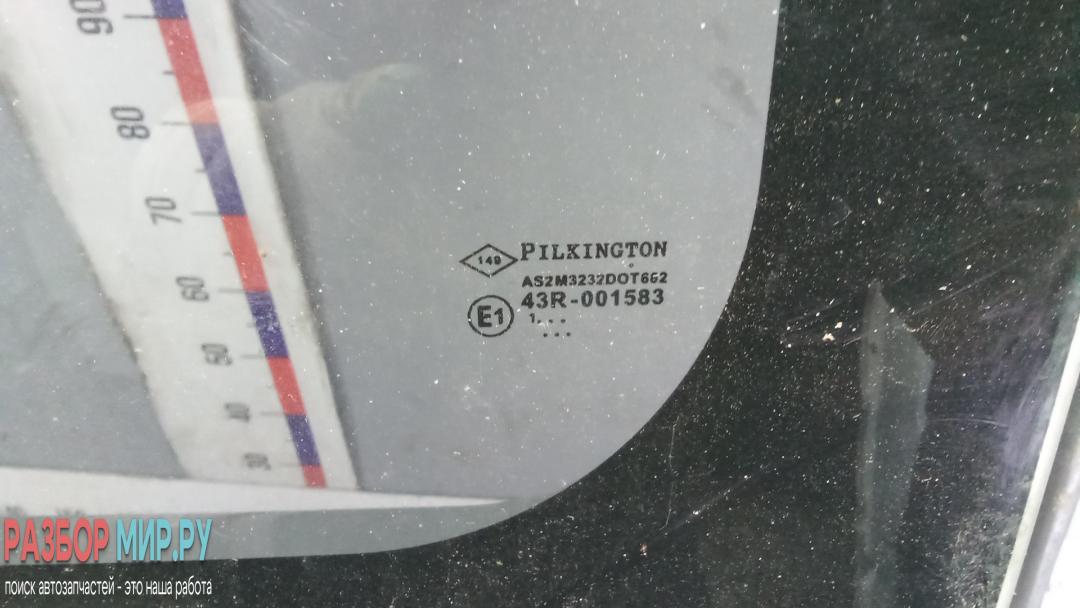 90
80
70
60
50
40
30
149 PILKINGTON
AS2M3232DOT662
E1 43R-001583
1...
...
РАЗБОР МИР.РУ
поиск автозапчастей - это наша работа